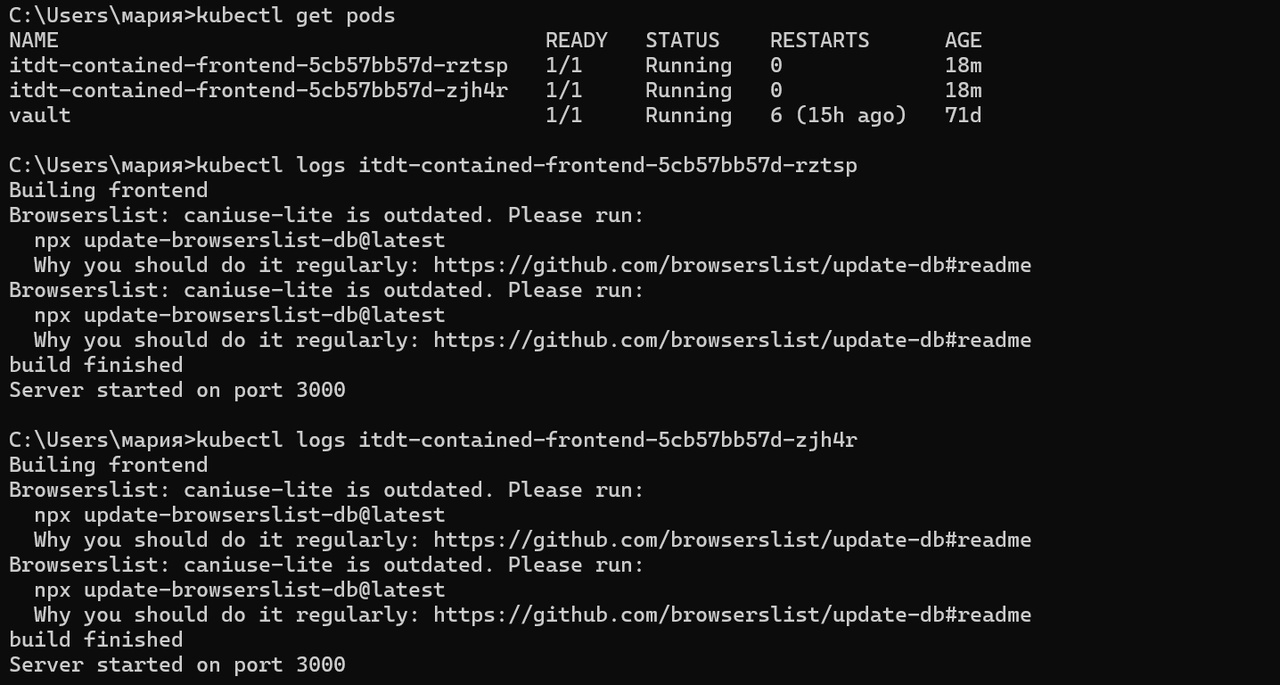 C:\Users\мария>kubectl get pods
NAME                                       READY   STATUS    RESTARTS      AGE
itdt-contained-frontend-5cb57bb57d-rztsp   1/1     Running   0             18m
itdt-contained-frontend-5cb57bb57d-zjh4r   1/1     Running   0             18m
vault                                      1/1     Running   6 (15h ago)   71d

C:\Users\мария>kubectl logs itdt-contained-frontend-5cb57bb57d-rztsp
Builing frontend
Browserslist: caniuse-lite is outdated. Please run:
  npx update-browserslist-db@latest
  Why you should do it regularly: https://github.com/browserslist/update-db#readme
Browserslist: caniuse-lite is outdated. Please run:
  npx update-browserslist-db@latest
  Why you should do it regularly: https://github.com/browserslist/update-db#readme
build finished
Server started on port 3000

C:\Users\мария>kubectl logs itdt-contained-frontend-5cb57bb57d-zjh4r
Builing frontend
Browserslist: caniuse-lite is outdated. Please run:
  npx update-browserslist-db@latest
  Why you should do it regularly: https://github.com/browserslist/update-db#readme
Browserslist: caniuse-lite is outdated. Please run:
  npx update-browserslist-db@latest
  Why you should do it regularly: https://github.com/browserslist/update-db#readme
build finished
Server started on port 3000